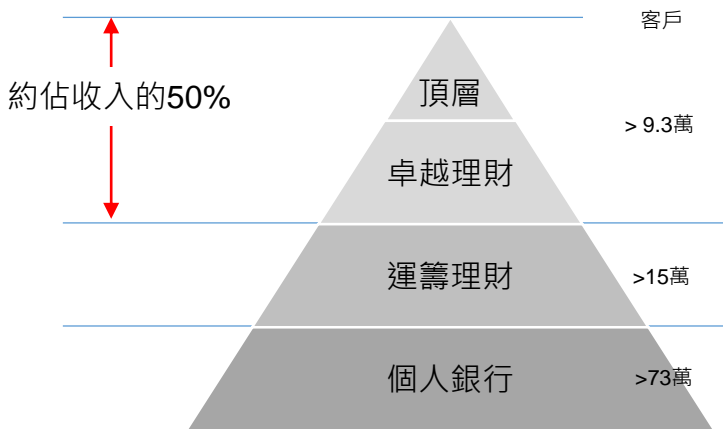 客戶
頂層
約佔收入的50%
> 9.3萬
卓越理財
運籌理財
>15萬
個人銀行
>73萬